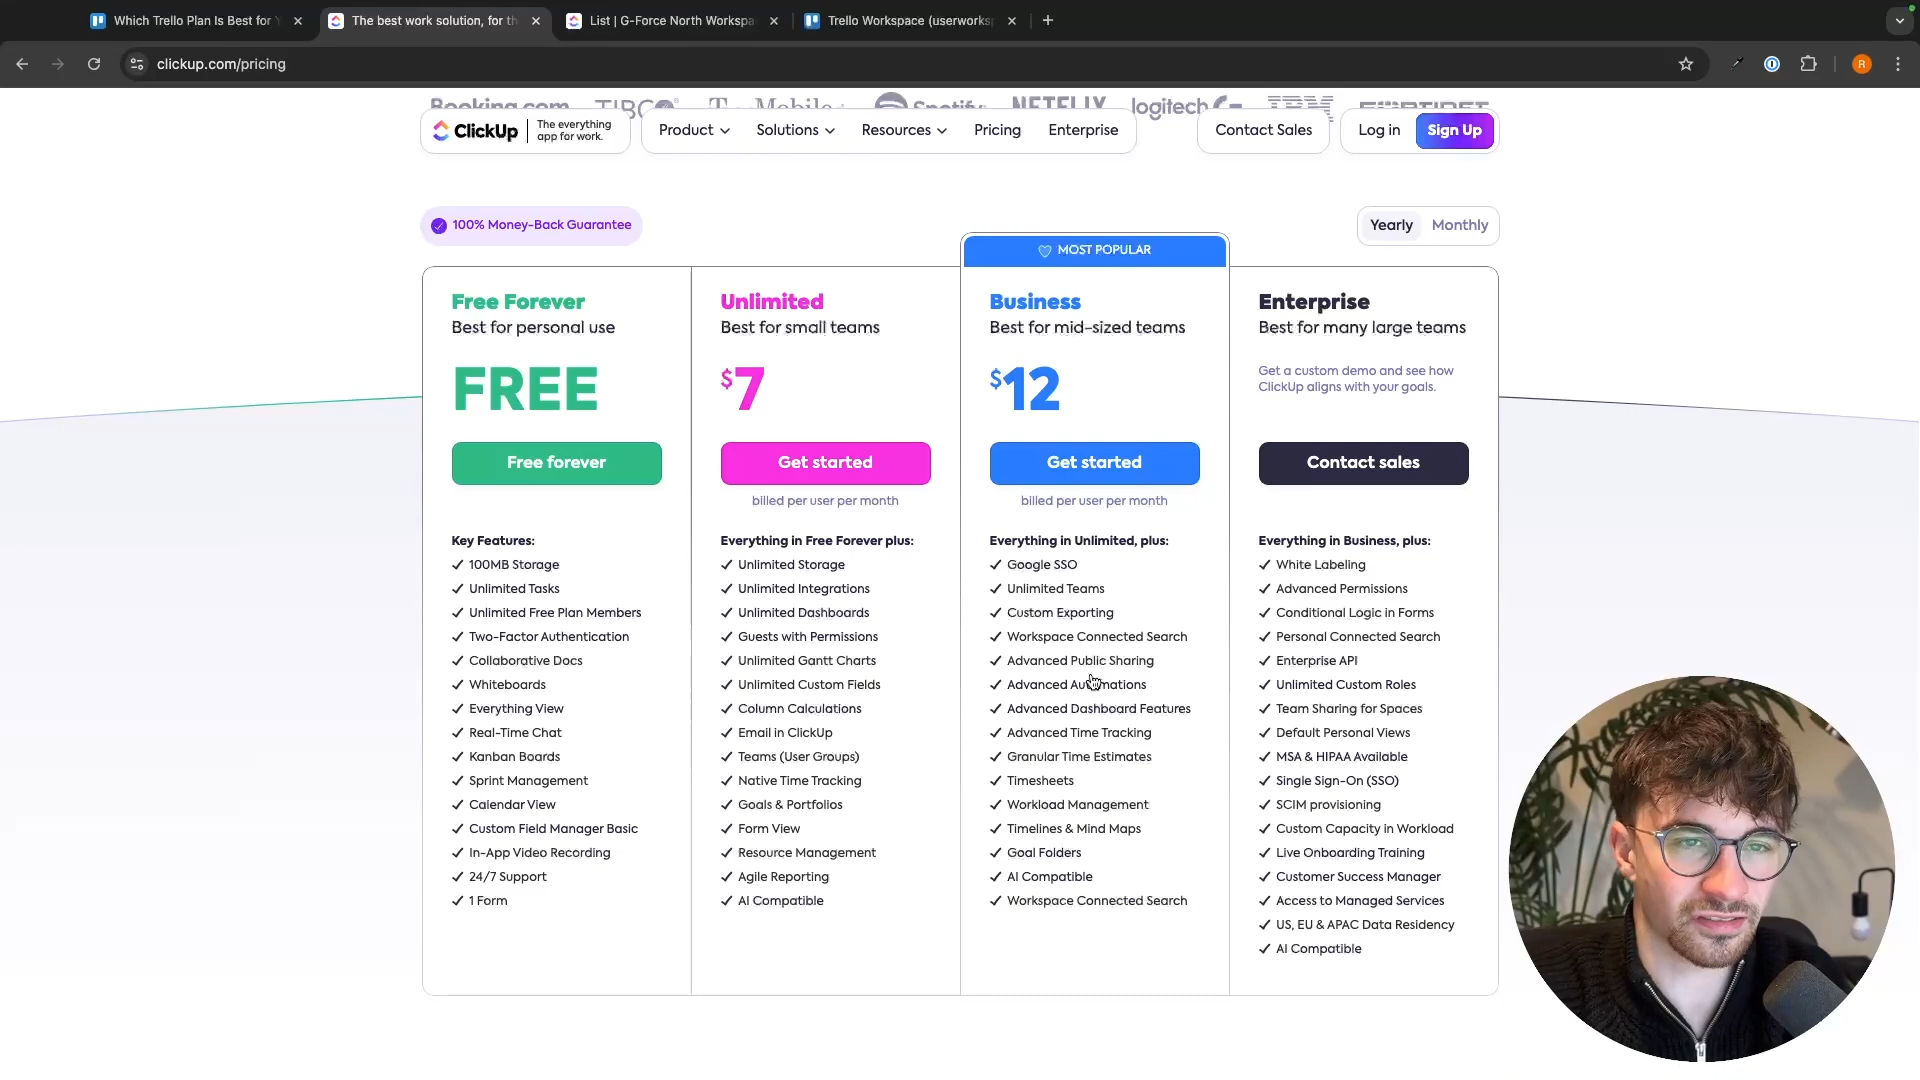 Which Trello Plan Is Best for
The best work solution, for th
List | G-Force North Workspa
Trello Workspace (userworks
clickup.com/pricing
R
Booking.com
Spotify
NETFLIX
logitech
IBM
ClickUp
The everything
app for work.
Product
Solutions
Resources
Pricing
Enterprise
Contact Sales
Log in
Sign Up
100% Money-Back Guarantee
Yearly
Monthly
MOST POPULAR
Free Forever
Best for personal use
FREE
Free forever
Key Features:
100MB Storage
Unlimited Tasks
Unlimited Free Plan Members
Two-Factor Authentication
Collaborative Docs
Whiteboards
Everything View
Real-Time Chat
Kanban Boards
Sprint Management
Calendar View
Custom Field Manager Basic
In-App Video Recording
24/7 Support
1 Form
Unlimited
Best for small teams
$7
Get started
billed per user per month
Everything in Free Forever plus:
Unlimited Storage
Unlimited Integrations
Unlimited Dashboards
Guests with Permissions
Unlimited Gantt Charts
Unlimited Custom Fields
Column Calculations
Email in ClickUp
Teams (User Groups)
Native Time Tracking
Goals & Portfolios
Form View
Resource Management
Agile Reporting
AI Compatible
Business
Best for mid-sized teams
$12
Get started
billed per user per month
Everything in Unlimited, plus:
Google SSO
Unlimited Teams
Custom Exporting
Workspace Connected Search
Advanced Public Sharing
Advanced Automations
Advanced Dashboard Features
Advanced Time Tracking
Granular Time Estimates
Timesheets
Workload Management
Timelines & Mind Maps
Goal Folders
AI Compatible
Workspace Connected Search
Enterprise
Best for many large teams
Get a custom demo and see how
ClickUp aligns with your goals.
Contact sales
Everything in Business, plus:
White Labeling
Advanced Permissions
Conditional Logic in Forms
Personal Connected Search
Enterprise API
Unlimited Custom Roles
Team Sharing for Spaces
Default Personal Views
MSA & HIPAA Available
Single Sign-On (SSO)
SCIM provisioning
Custom Capacity in Workload
Live Onboarding Training
Customer Success Manager
Access to Managed Services
US, EU & APAC Data Residency
AI Compatible